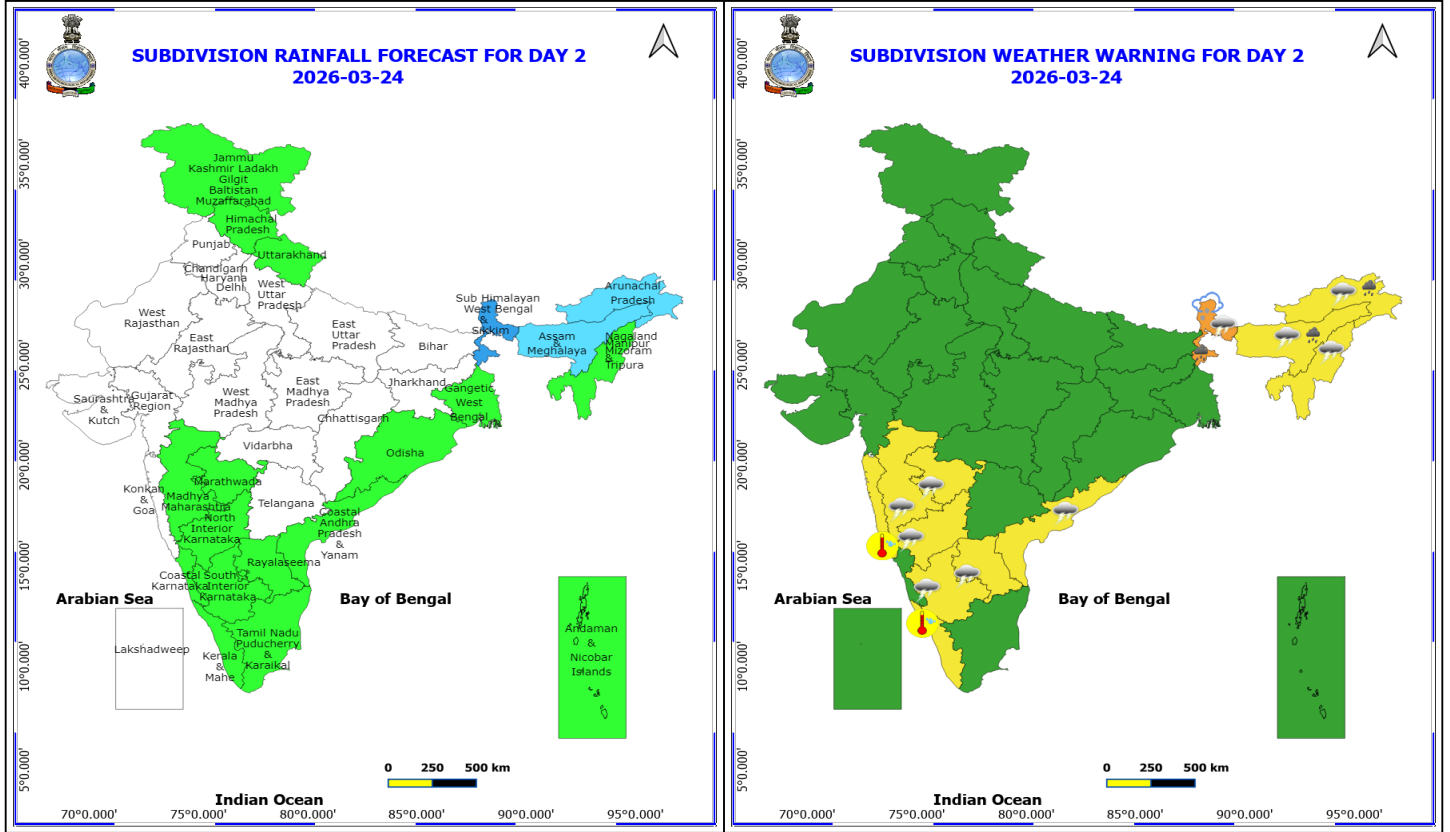 SUBDIVISION RAINFALL FORECAST FOR DAY 2
2026-03-24
40°0.000'
35°0.000'
30°0.000'
25°0.000'
20°0.000'
15°0.000'
10°0.000'
5°0.000'
Jammu
Kashmir Ladakh
Gilgit
Baltistan
Muzaffarabad
Himachal
Pradesh
Punjab
Uttarakhand
Chandigarh
Haryana
Delhi
West
Uttar
Pradesh
West
Rajasthan
East
Rajasthan
East
Uttar
Pradesh
Bihar
Sub Himalayan
West Bengal
&
Sikkim
Arunachal
Pradesh
Assam
&
Meghalaya
Nagaland
Manipur
Mizoram
&
Tripura
Saurashtra
&
Kutch
Gujarat
Region
West
Madhya
Pradesh
East
Madhya
Pradesh
Jharkhand
Gangetic
West
Bengal
Chhattisgarh
Vidarbha
Odisha
Konkan
&
Goa
Marathwada
Madhya
Maharashtra
Telangana
North
Interior
Karnataka
Coastal
Andhra
Pradesh
&
Yanam
Rayalaseema
Coastal
Karnataka
South
Interior
Karnataka
Tamil Nadu
Puducherry
&
Karaikal
Kerala
&
Mahe
Arabian Sea
Bay of Bengal
Lakshadweep
Andaman
&
Nicobar
Islands
0 250 500 km
Indian Ocean
70°0.000' 75°0.000' 80°0.000' 85°0.000' 90°0.000' 95°0.000'
SUBDIVISION WEATHER WARNING FOR DAY 2
2026-03-24
40°0.000'
35°0.000'
30°0.000'
25°0.000'
20°0.000'
15°0.000'
10°0.000'
5°0.000'
Arabian Sea
Bay of Bengal
0 250 500 km
Indian Ocean
70°0.000' 75°0.000' 80°0.000' 85°0.000' 90°0.000' 95°0.000'